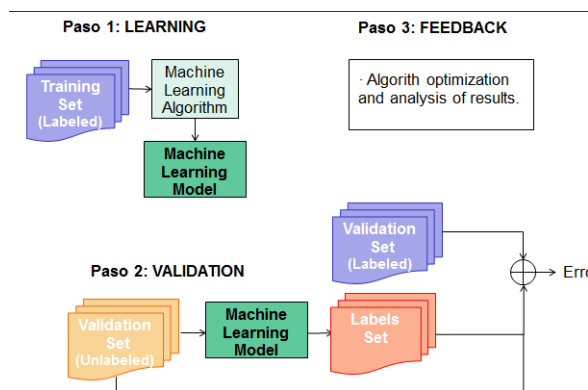 Paso 1: LEARNING
Paso 3: FEEDBACK
Training
Set
(Labeled)
Machine
Learning
Algorithm
· Algorith optimization
and analysis of results.
Machine
Learning
Model
Validation
Set
(Labeled)
Erro
Paso 2: VALIDATION
Validation
Set
(Unlabeled)
Machine
Learning
Model
Labels
Set